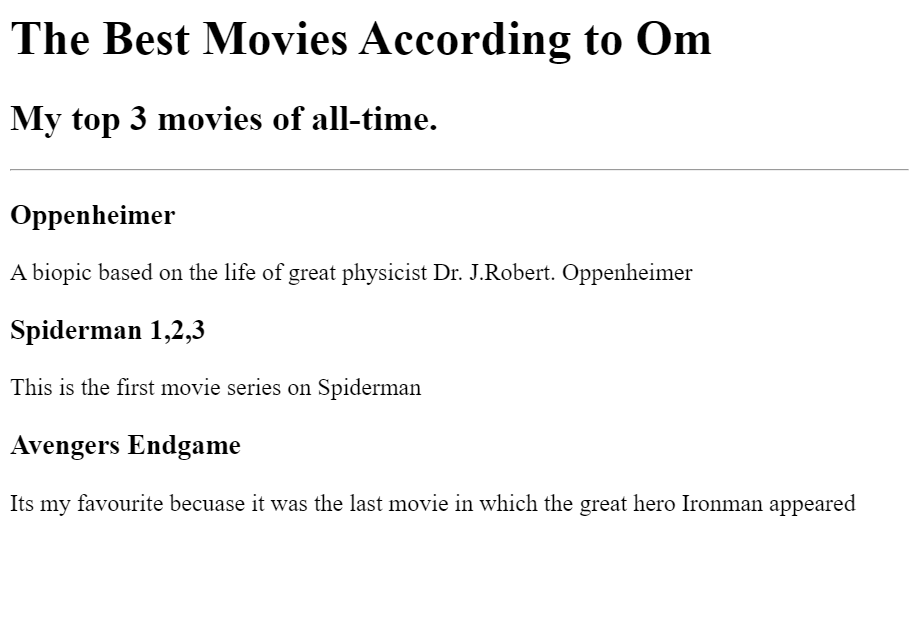 The Best Movies According to Om
My top 3 movies of all-time.
Oppenheimer
A biopic based on the life of great physicist Dr. J.Robert. Oppenheimer
Spiderman 1,2,3
This is the first movie series on Spiderman
Avengers Endgame
Its my favourite becuase it was the last movie in which the great hero Ironman appeared